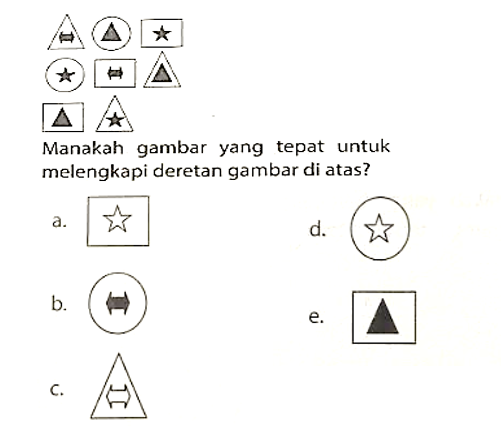 Manakah gambar yang tepat untuk
melengkapi deretan gambar di atas?
a.
d.
b.
e.
c.